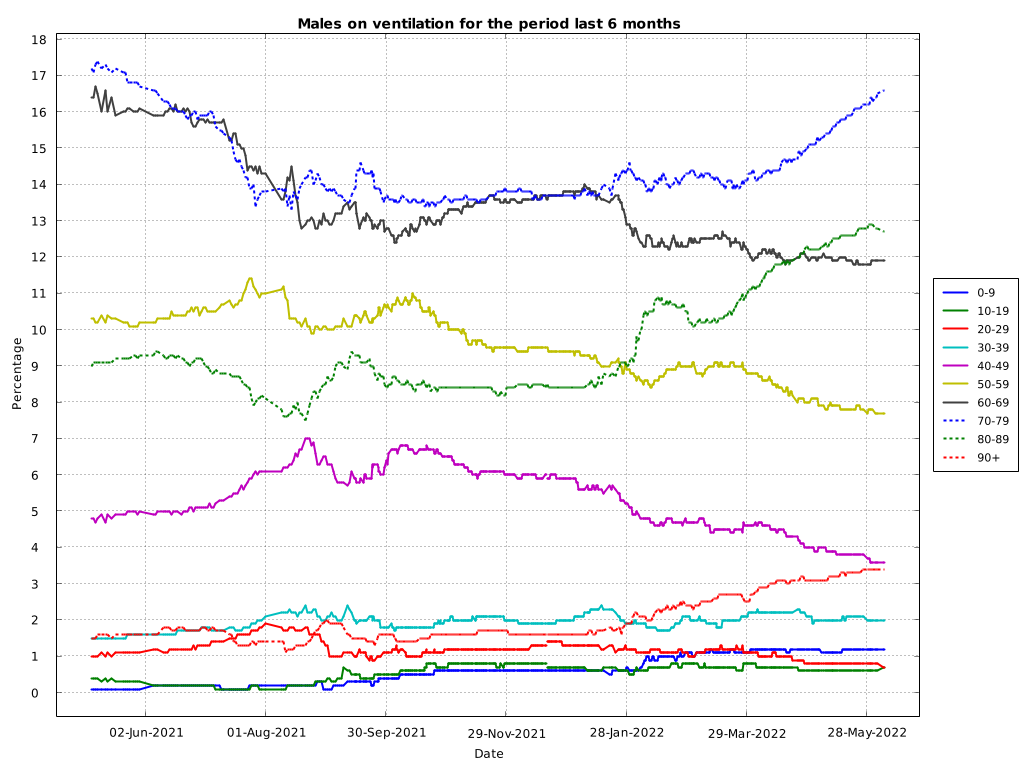 Males on ventilation for the period last 6 months
18
17
16
15
14
13
12
11
10
9
8
7
6
5
4
3
2
1
0
Percentage
02-Jun-2021
01-Aug-2021
30-Sep-2021
29-Nov-2021
28-Jan-2022
29-Mar-2022
28-May-2022
Date
0-9
10-19
20-29
30-39
40-49
50-59
60-69
70-79
80-89
90+